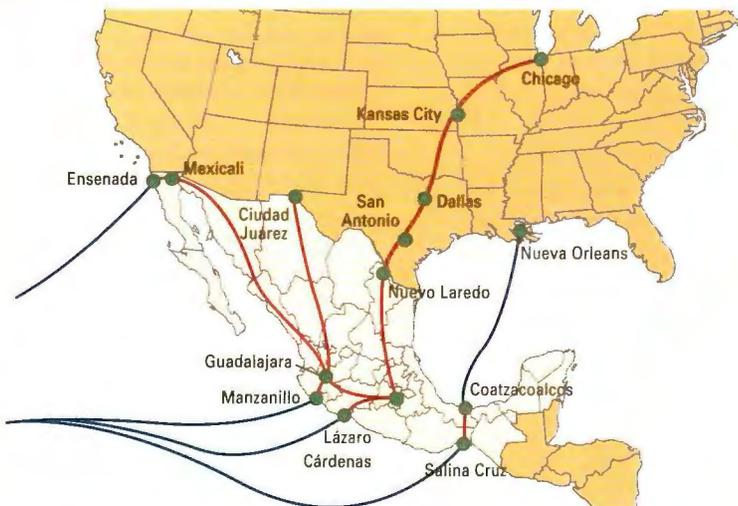 Chicago
Kansas City
Ensenada
Mexicali
San
Antonio
Dallas
Ciudad
Juárez
Nueva Orleans
Nuevo Laredo
Guadalajara
Manzanillo
Coatzacoalcos
Lázaro
Cárdenas
Salina Cruz